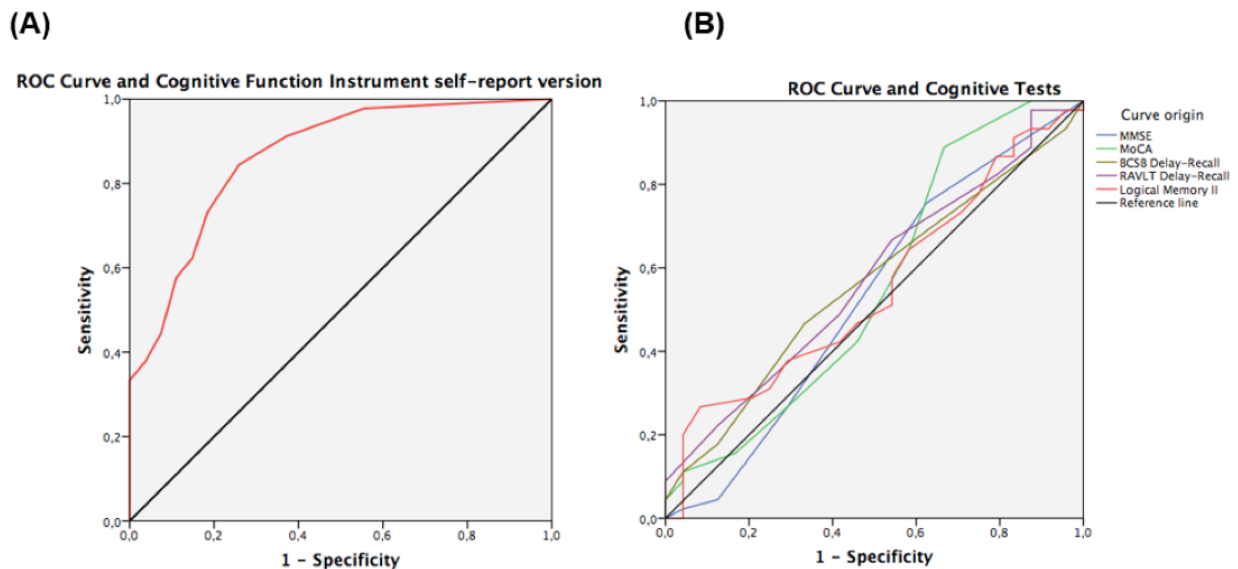 (A)
ROC Curve and Cognitive Function Instrument self-report version
1,0
0,8
0,6
0,4
0,2
0,0
Sensitivity
0,0 0,2 0,4 0,6 0,8 1,0
1 - Specificity
(B)
ROC Curve and Cognitive Tests
1,0
0,8
0,6
0,4
0,2
0,0
Sensitivity
0,0 0,2 0,4 0,6 0,8 1,0
1 - Specificity
Curve origin
MMSE
MoCA
BCSB Delay-Recall
RAVLT Delay-Recall
Logical Memory II
Reference line